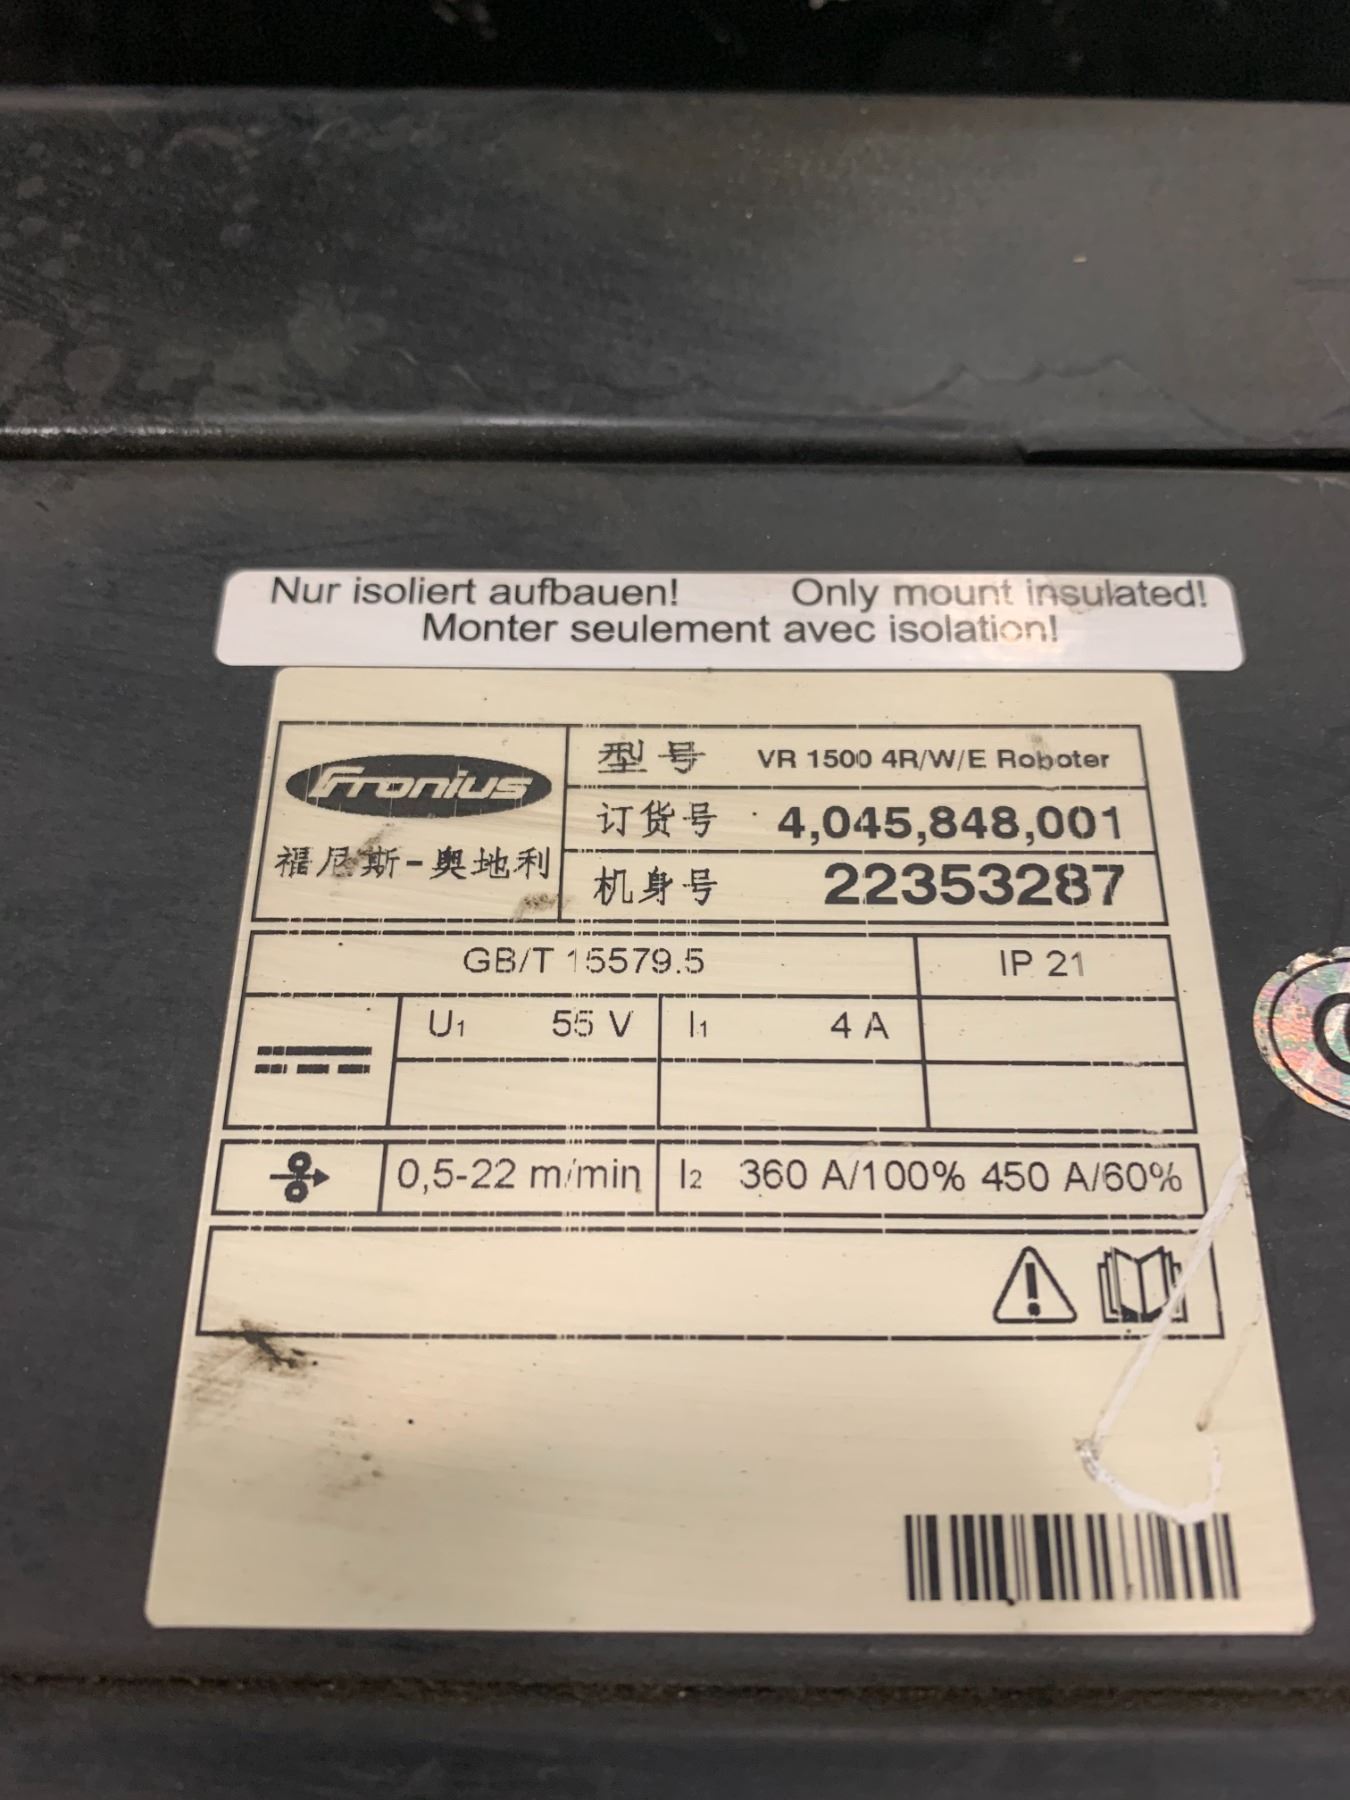 Nur isoliert aufbauen! Only mount insulated!
Monter seulement avec isolation!
Fronius
福尼斯-奥地利
型号 VR 1500 4R/W/E Roboter
订货号 4,045,848,001
机身号 22353287
GB/T 15579.5 IP 21
U1 55 V I1 4 A
0,5-22 m/min I2 360 A/100% 450 A/60%